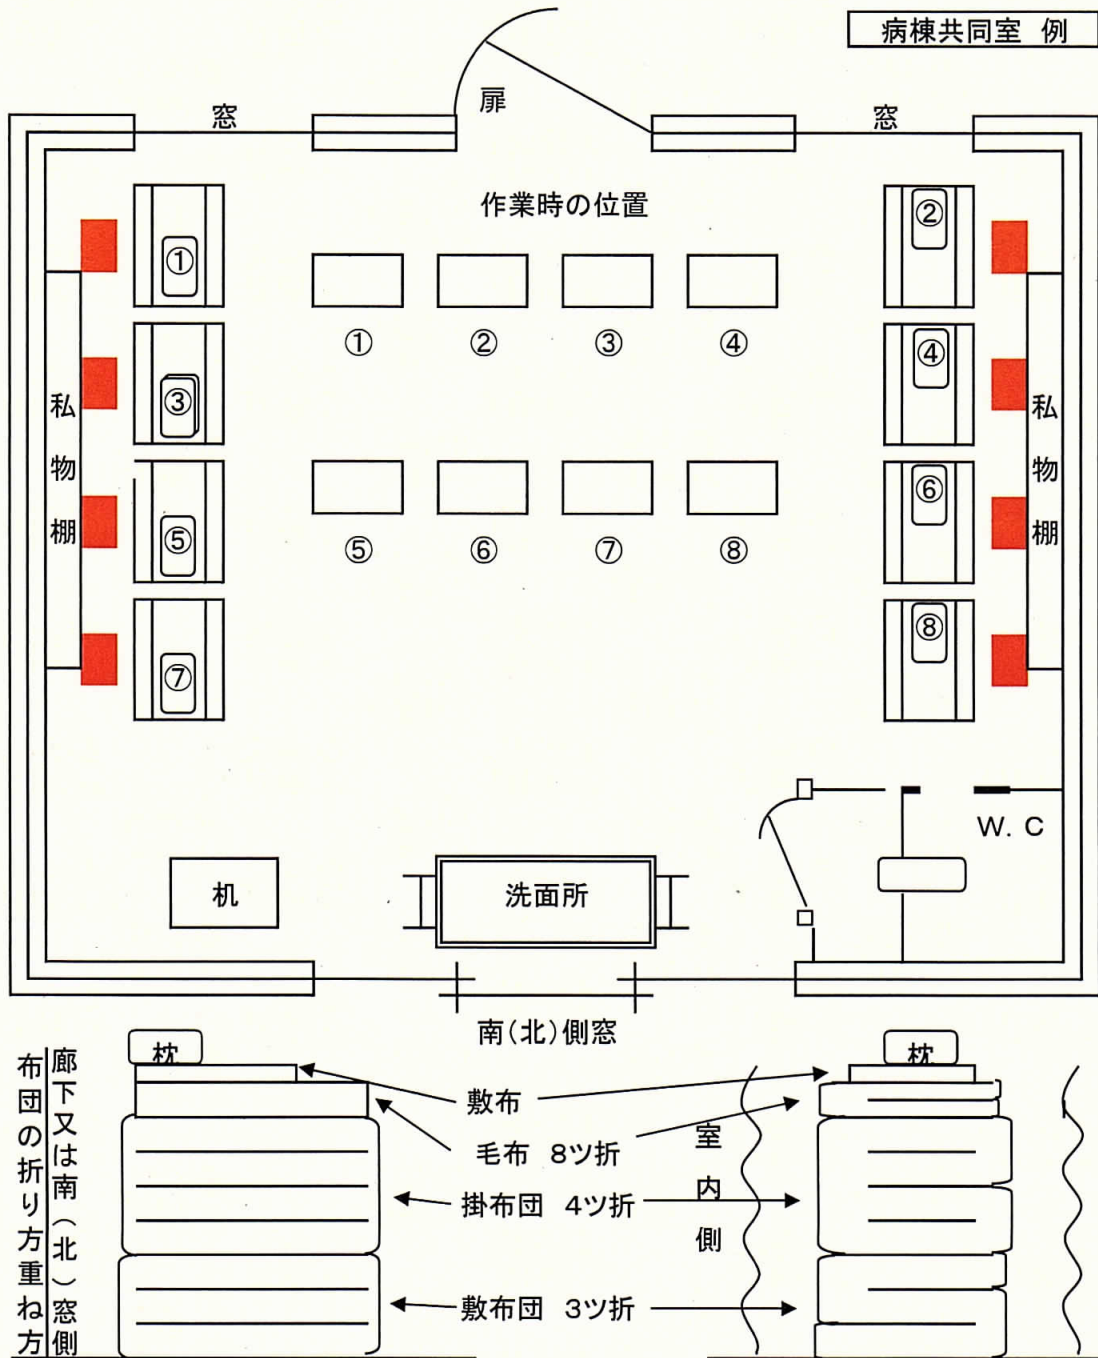 病棟共同室 例
窓
扉
窓
作業時の位置
①
②
①
②
③
④
③
④
私物棚
私物棚
⑤
⑥
⑤
⑥
⑦
⑧
⑦
⑧
W.C
机
洗面所
南(北)側窓
廊下又は南(北)窓側
布団の折り方重ね方
枕
枕
敷布
毛布 8ツ折
掛布団 4ツ折
敷布団 3ツ折
室内側